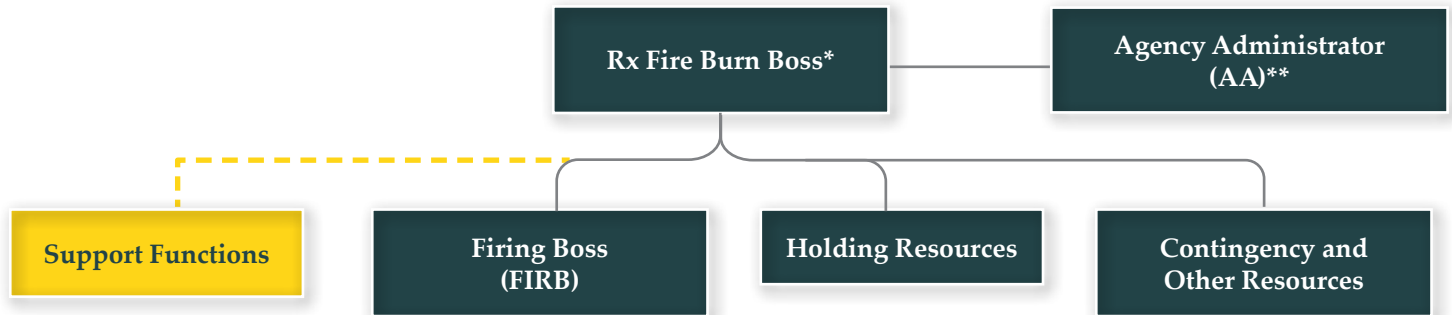 Rx Fire Burn Boss*
Agency Administrator
(AA)**
Support Functions
Firing Boss
(FIRB)
Holding Resources
Contingency and
Other Resources